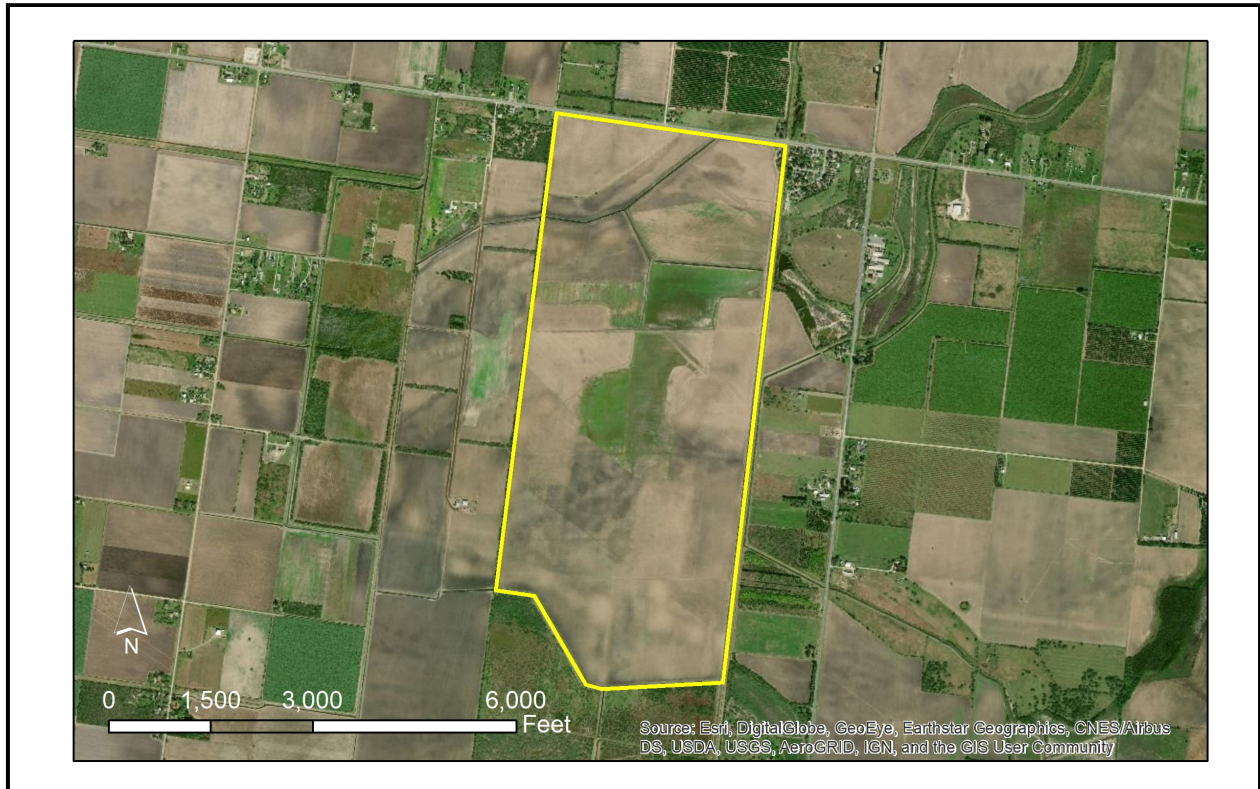 N
0 1,500 3,000 6,000
Feet
Source: Esri, DigitalGlobe, GeoEye, Earthstar Geographics, CNES/Airbus
DS, USDA, USGS, AeroGRID, IGN, and the GIS User Community